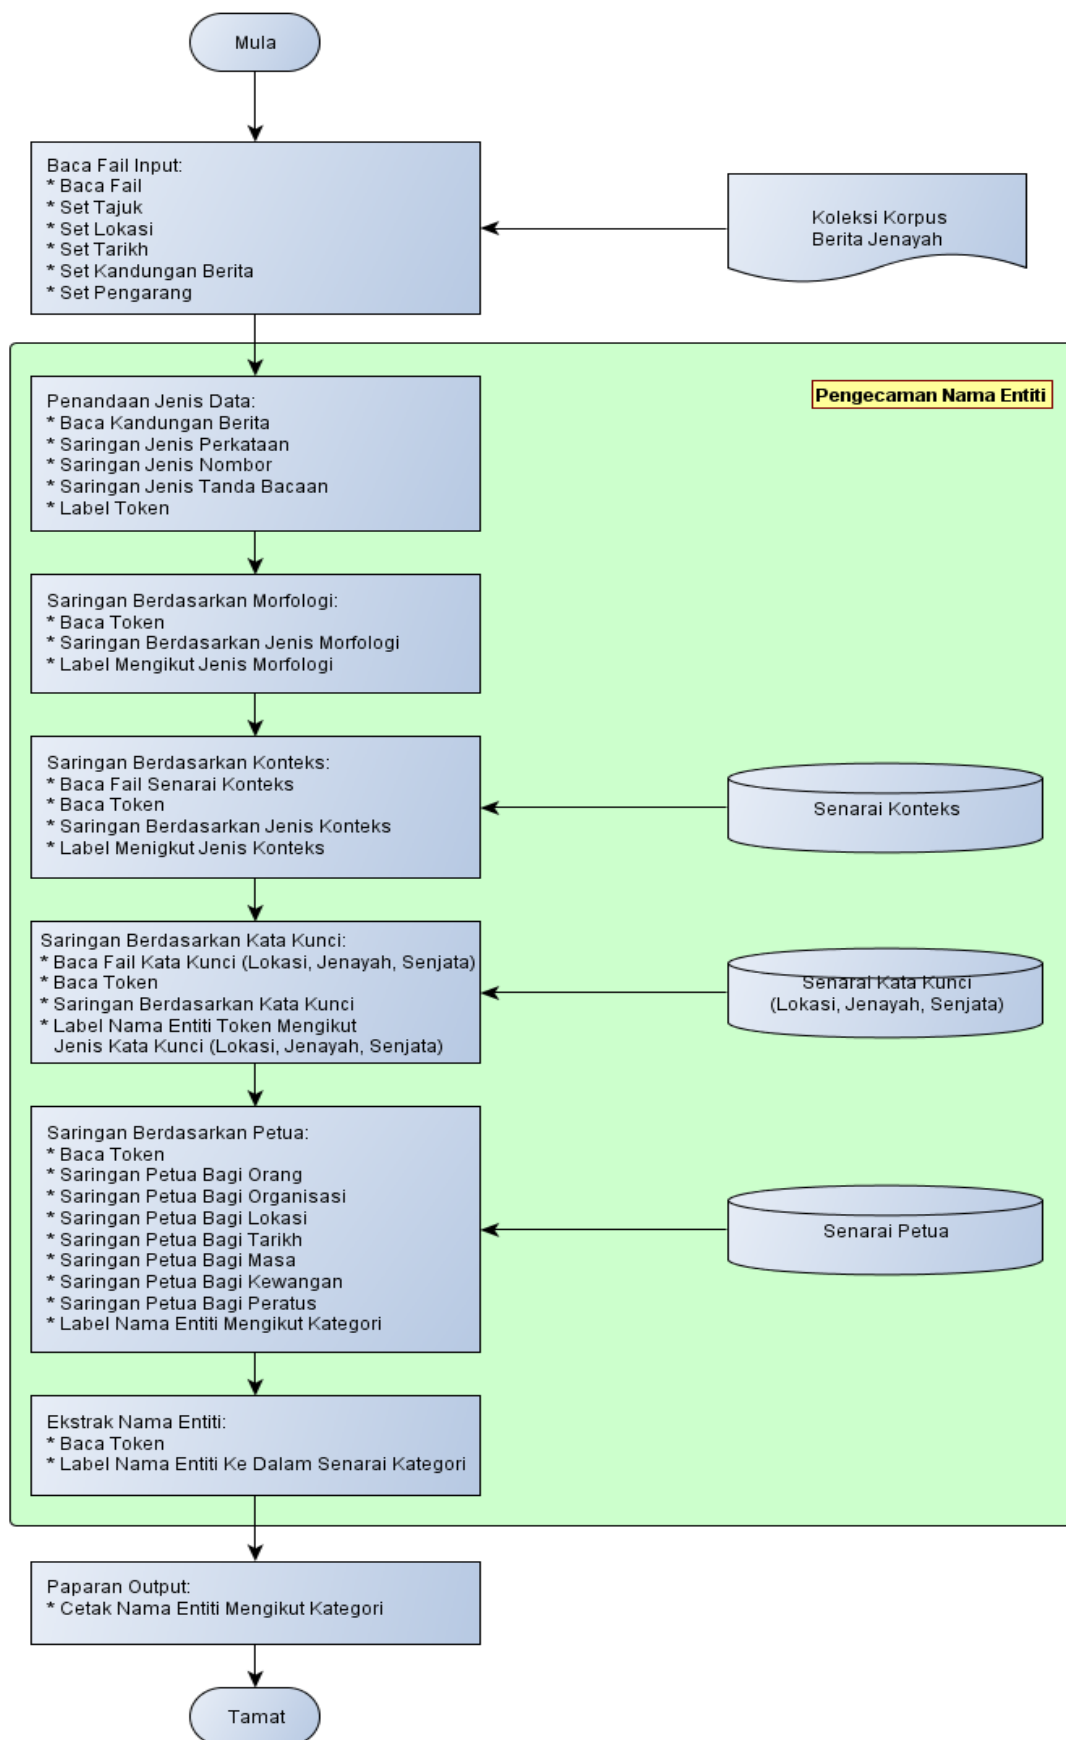 Mula
Baca Fail Input:
* Baca Fail
* Set Tajuk
* Set Lokasi
* Set Tarikh
* Set Kandungan Berita
* Set Pengarang
Koleksi Korpus
Berita Jenayah
Pengecaman Nama Entiti
Penandaan Jenis Data:
* Baca Kandungan Berita
* Saringan Jenis Perkataan
* Saringan Jenis Nombor
* Saringan Jenis Tanda Bacaan
* Label Token
Saringan Berdasarkan Morfologi:
* Baca Token
* Saringan Berdasarkan Jenis Morfologi
* Label Mengikut Jenis Morfologi
Saringan Berdasarkan Konteks:
* Baca Fail Senarai Konteks
* Baca Token
* Saringan Berdasarkan Jenis Konteks
* Label Menigkut Jenis Konteks
Senarai Konteks
Saringan Berdasarkan Kata Kunci:
* Baca Fail Kata Kunci (Lokasi, Jenayah, Senjata)
* Baca Token
* Saringan Berdasarkan Kata Kunci
* Label Nama Entiti Token Mengikut
Jenis Kata Kunci (Lokasi, Jenayah, Senjata)
Senarai Kata Kunci
(Lokasi, Jenayah, Senjata)
Saringan Berdasarkan Petua:
* Baca Token
* Saringan Petua Bagi Orang
* Saringan Petua Bagi Organisasi
* Saringan Petua Bagi Lokasi
* Saringan Petua Bagi Tarikh
* Saringan Petua Bagi Masa
* Saringan Petua Bagi Kewangan
* Saringan Petua Bagi Peratus
* Label Nama Entiti Mengikut Kategori
Senarai Petua
Ekstrak Nama Entiti:
* Baca Token
* Label Nama Entiti Ke Dalam Senarai Kategori
Paparan Output:
* Cetak Nama Entiti Mengikut Kategori
Tamat